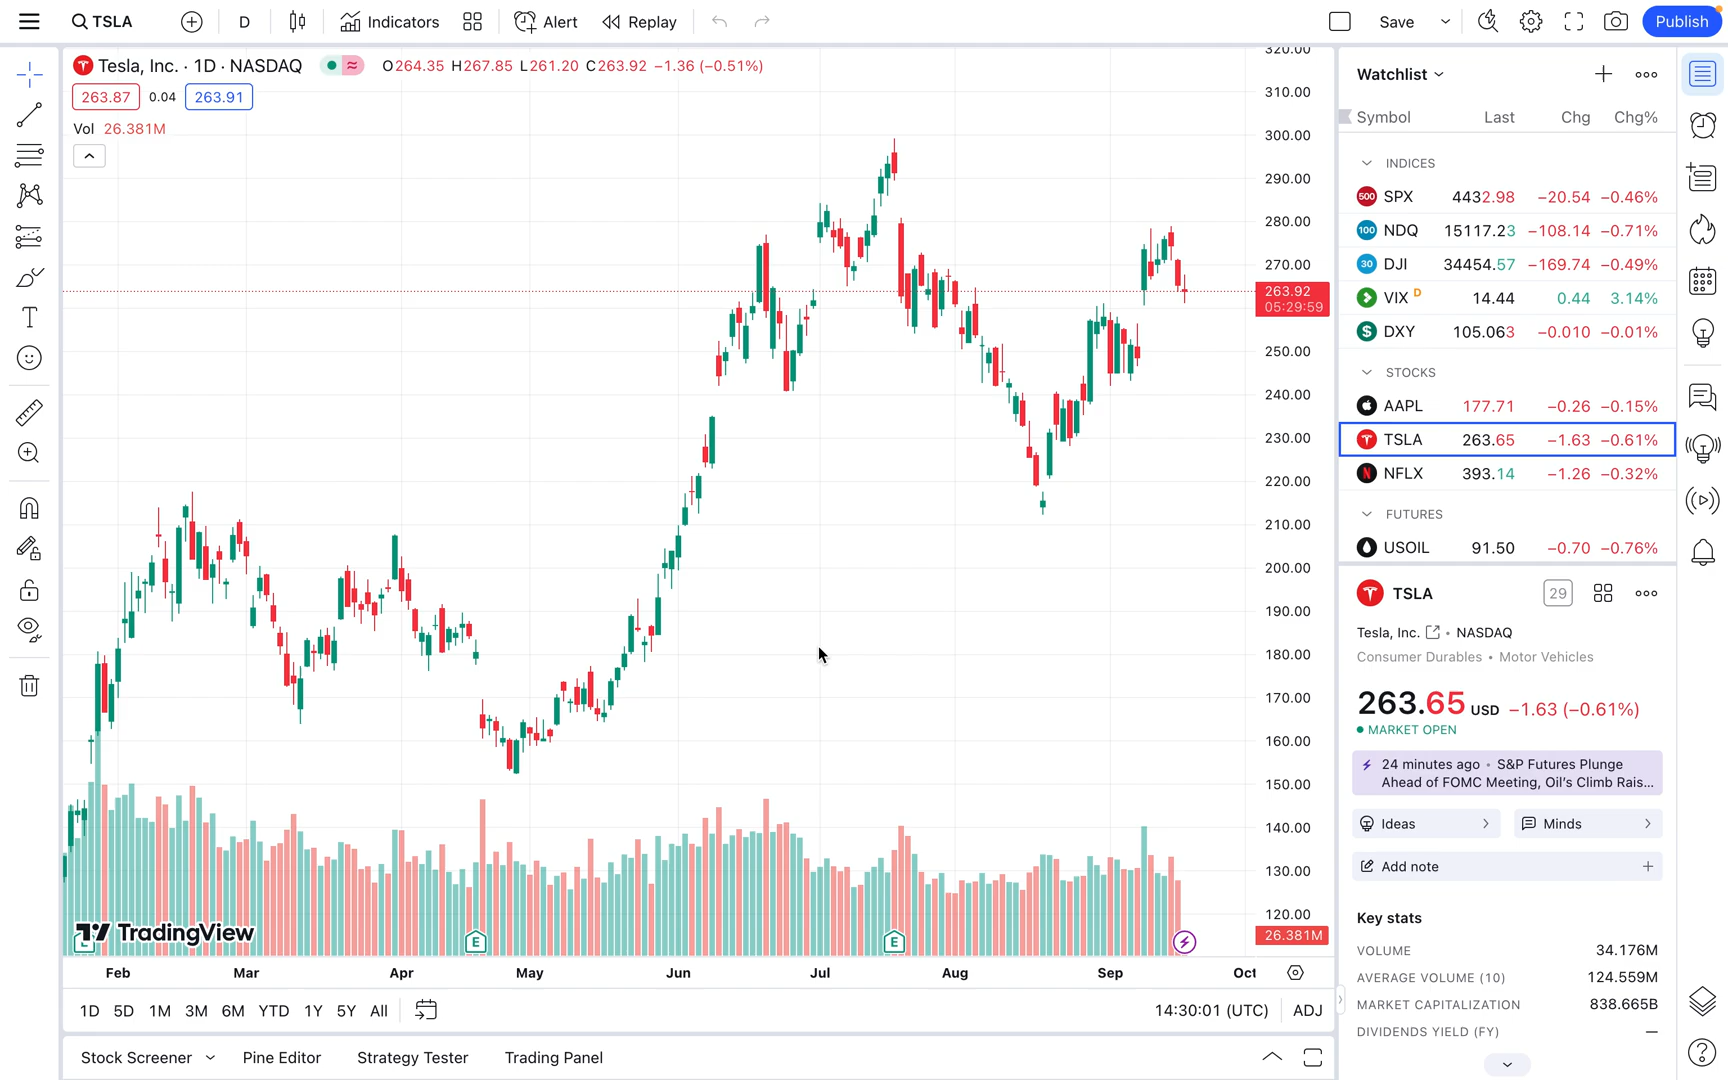 TSLA D Indicators Alert Replay Save Publish
Tesla, Inc. · 1D · NASDAQ O264.35 H267.85 L261.20 C263.92 −1.36 (−0.51%)
263.87 0.04 263.91
Vol 26.381M
320.00
310.00
300.00
290.00
280.00
270.00
263.92
05:29:59
250.00
240.00
230.00
220.00
210.00
200.00
190.00
180.00
170.00
160.00
150.00
140.00
130.00
120.00
26.381M
TradingView
E E
Feb Mar Apr May Jun Jul Aug Sep Oct
1D 5D 1M 3M 6M YTD 1Y 5Y All 14:30:01 (UTC) ADJ
Stock Screener Pine Editor Strategy Tester Trading Panel
Watchlist
Symbol Last Chg Chg%
INDICES
500 SPX 4432.98 −20.54 −0.46%
100 NDQ 15117.23 −108.14 −0.71%
30 DJI 34454.57 −169.74 −0.49%
VIX D 14.44 0.44 3.14%
$ DXY 105.063 −0.010 −0.01%
STOCKS
AAPL 177.71 −0.26 −0.15%
TSLA 263.65 −1.63 −0.61%
NFLX 393.14 −1.26 −0.32%
FUTURES
USOIL 91.50 −0.70 −0.76%
TSLA 29
Tesla, Inc. • NASDAQ
Consumer Durables • Motor Vehicles
263.65 USD −1.63 (−0.61%)
MARKET OPEN
24 minutes ago • S&P Futures Plunge
Ahead of FOMC Meeting, Oil's Climb Rais...
Ideas Minds
Add note
Key stats
VOLUME 34.176M
AVERAGE VOLUME (10) 124.559M
MARKET CAPITALIZATION 838.665B
DIVIDENDS YIELD (FY) —